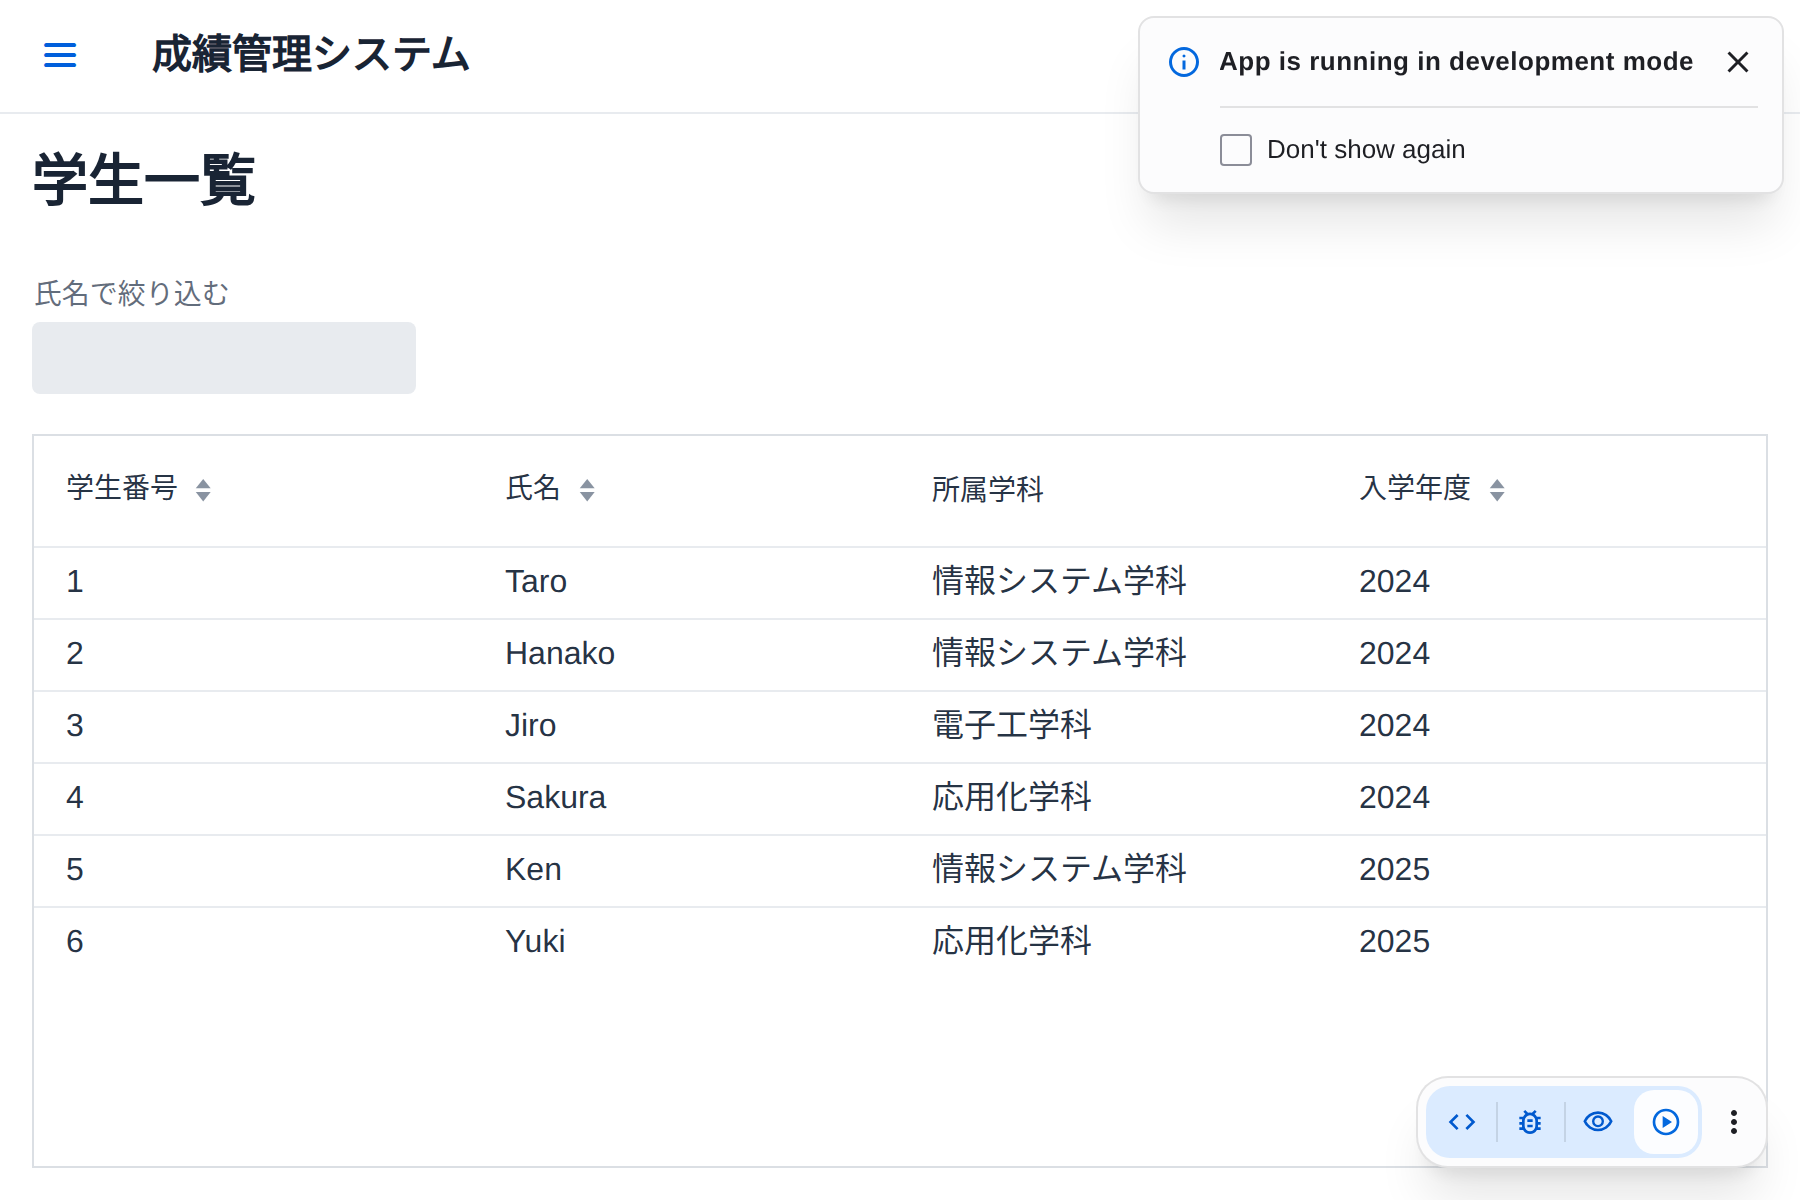 成績管理システム
App is running in development mode
Don't show again
学生一覧
氏名で絞り込む
学生番号 氏名 所属学科 入学年度
1 Taro 情報システム学科 2024
2 Hanako 情報システム学科 2024
3 Jiro 電子工学科 2024
4 Sakura 応用化学科 2024
5 Ken 情報システム学科 2025
6 Yuki 応用化学科 2025